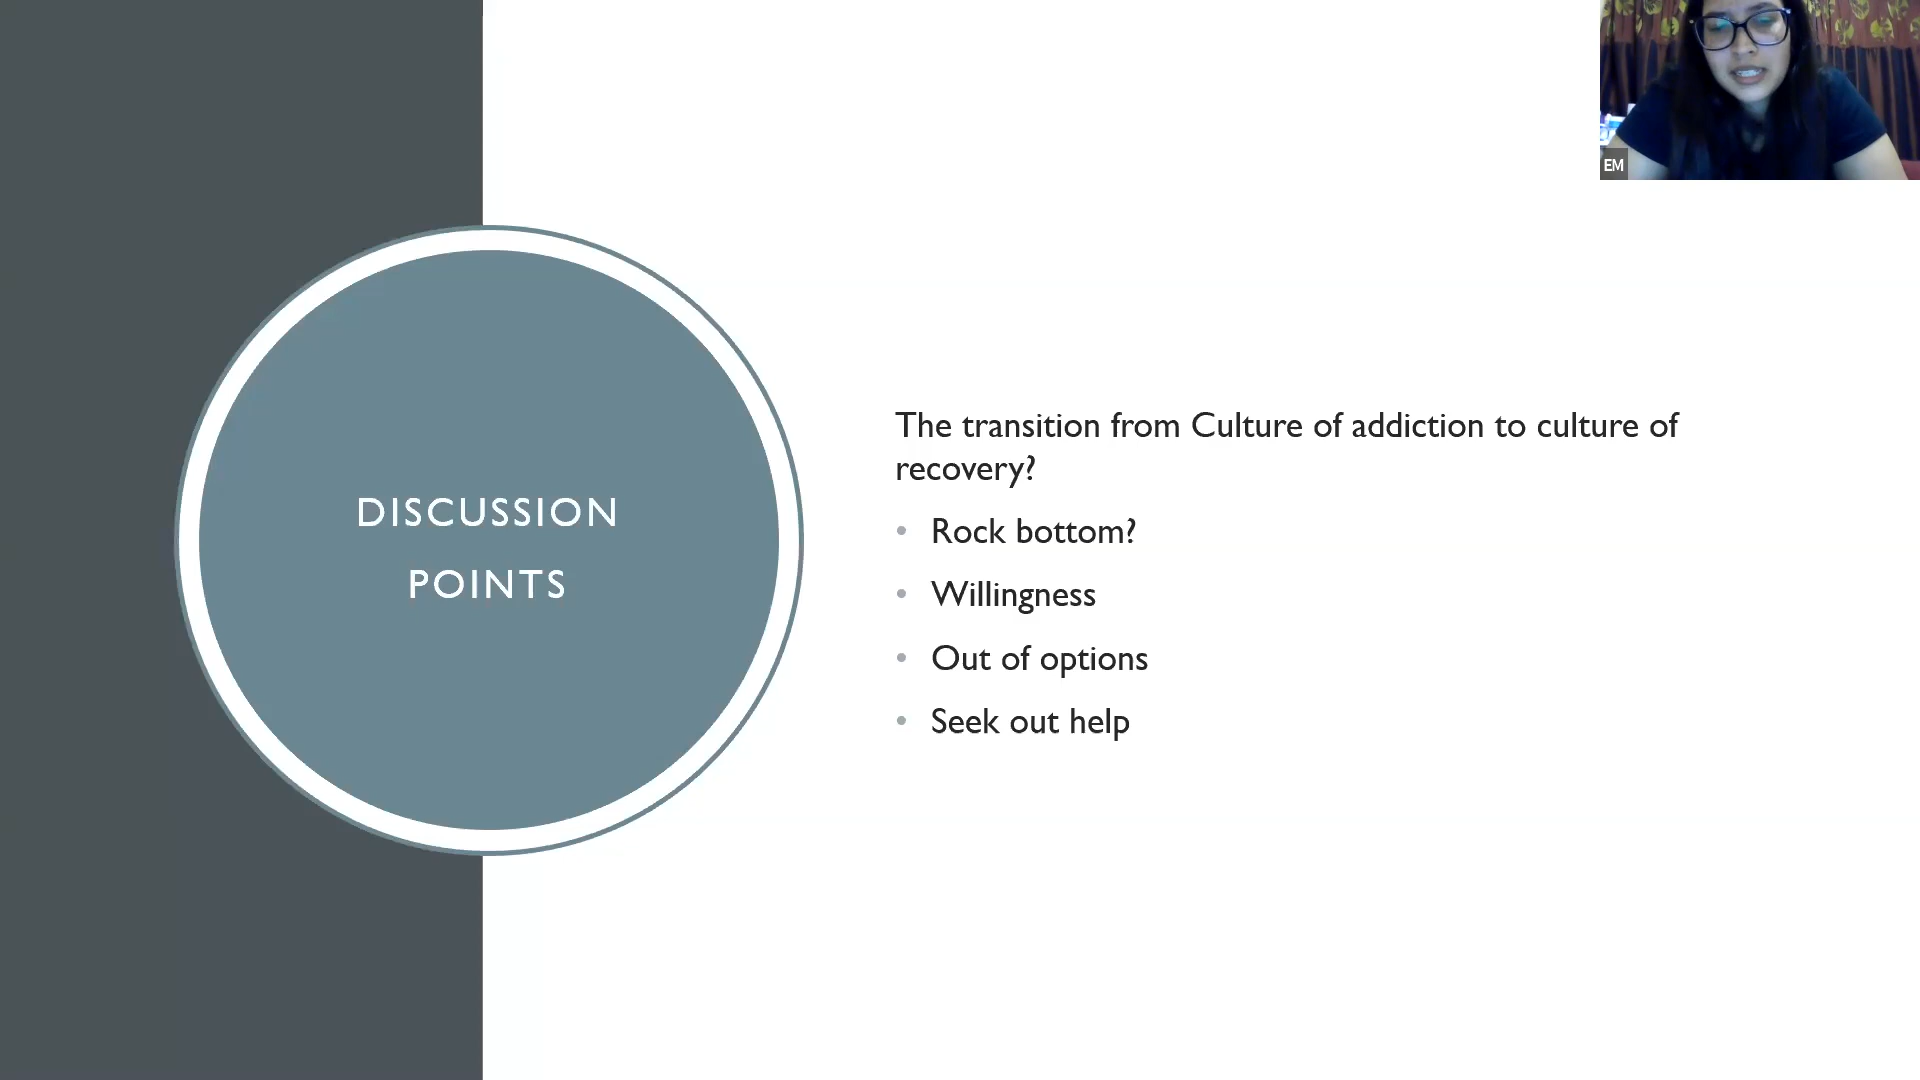 DISCUSSION
POINTS
The transition from Culture of addiction to culture of
recovery?
• Rock bottom?
• Willingness
• Out of options
• Seek out help
EM